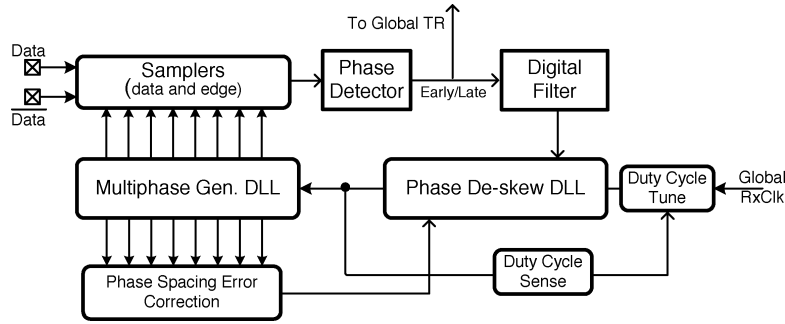 To Global TR
Data
Data
Samplers
(data and edge)
Phase
Detector
Early/Late
Digital
Filter
Multiphase Gen. DLL
Phase De-skew DLL
Duty Cycle
Tune
Global
RxClk
Phase Spacing Error
Correction
Duty Cycle
Sense